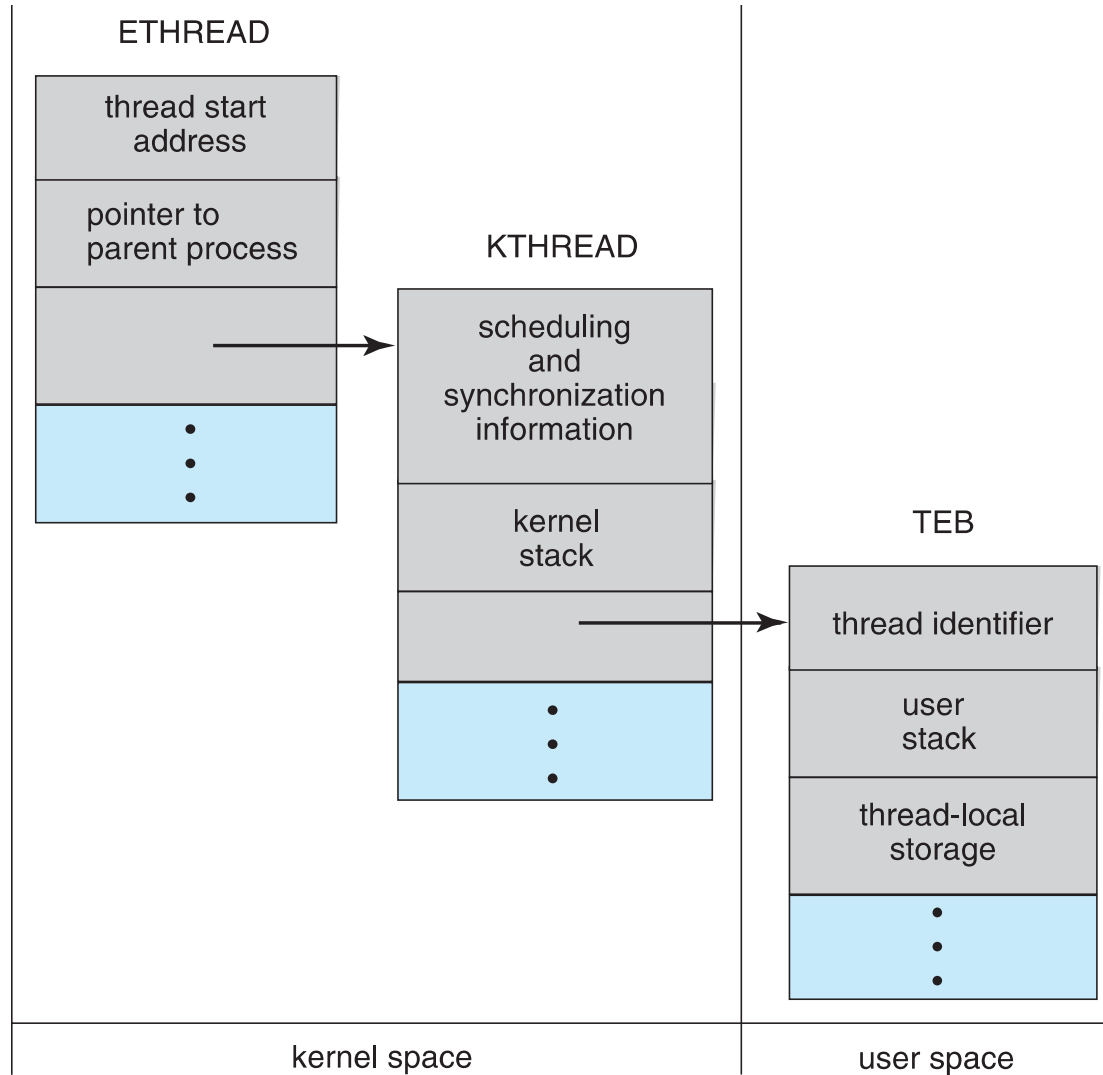 ETHREAD
thread start
address
pointer to
parent process
KTHREAD
scheduling
and
synchronization
information
kernel
stack
TEB
thread identifier
user
stack
thread-local
storage
kernel space
user space